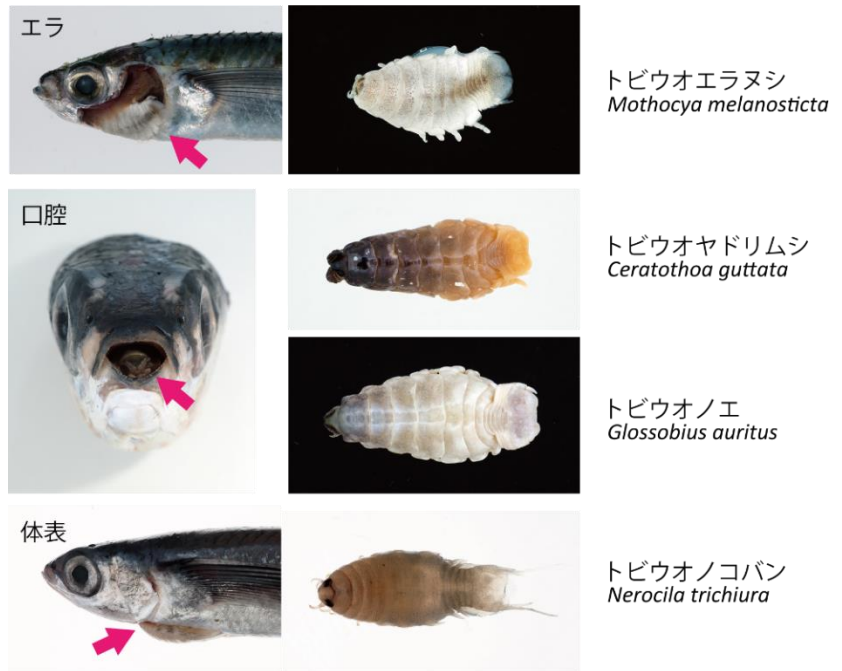 エラ
トビウオエラヌシ
Mothocya melanosticta
口腔
トビウオヤドリムシ
Ceratothoa guttata
トビウオノエ
Glossobius auritus
体表
トビウオノコバン
Nerocila trichiura